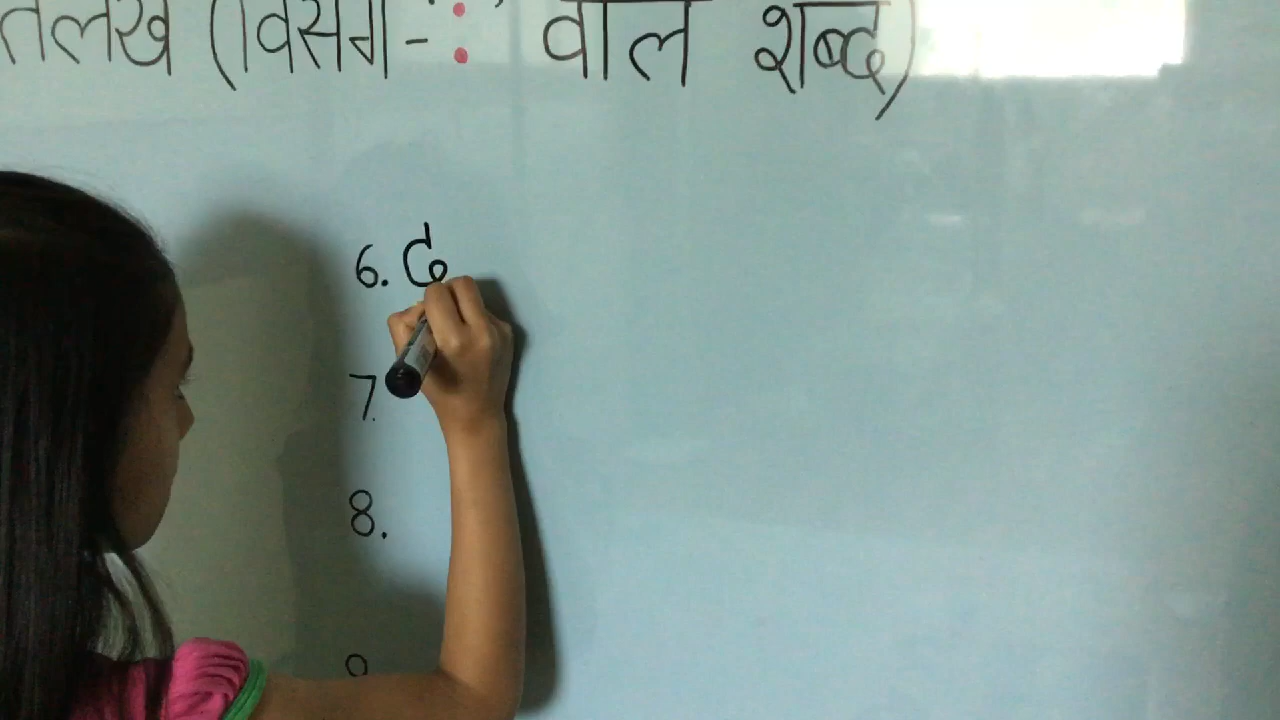 तलेख (विसर्ग- : वाले शब्द)
6. द
7.
8.